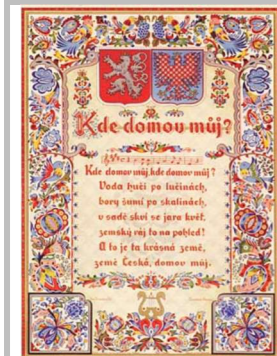 Kde domov můj?
Kde domov můj, kde domov můj?
Voda hučí po lučinách,
bory šumí po skalinách,
v sadě skví se jara květ,
zemský ráj to na pohled!
A to je ta krásná země,
země česká, domov můj.